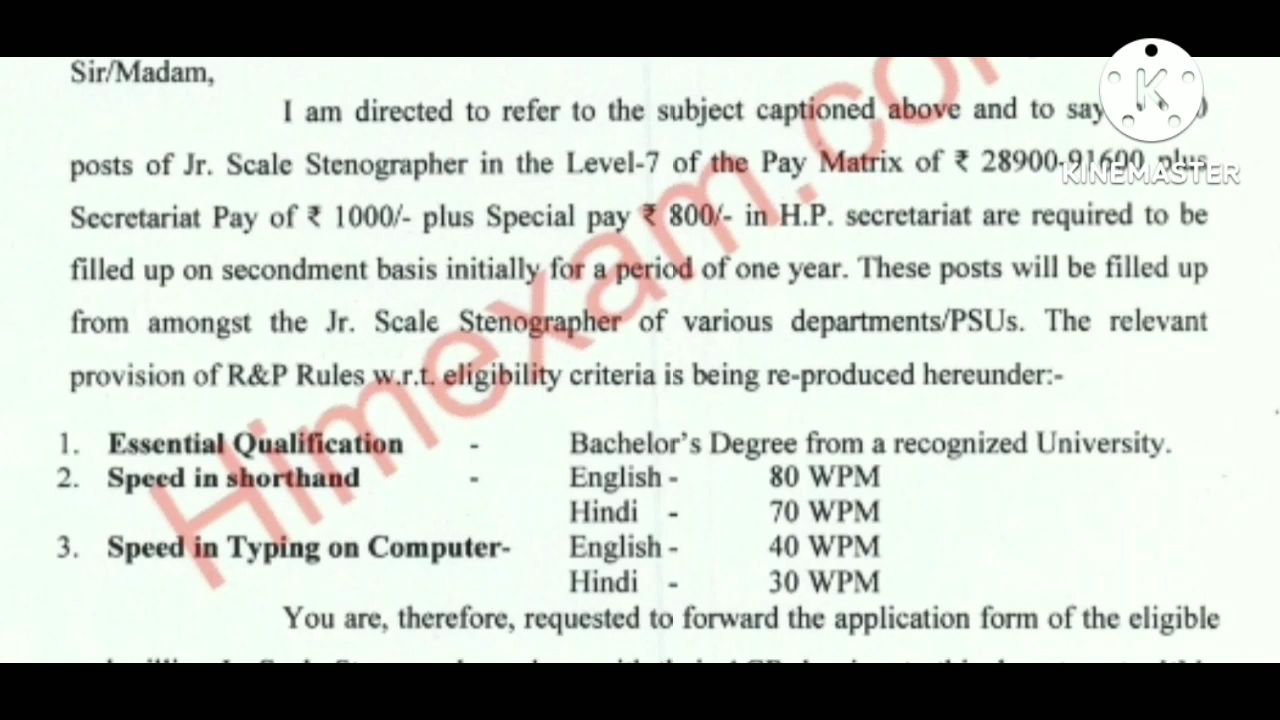 Sir/Madam,
I am directed to refer to the subject captioned above and to say
posts of Jr. Scale Stenographer in the Level-7 of the Pay Matrix of ₹ 28900-91600 plus
Secretariat Pay of ₹ 1000/- plus Special pay ₹ 800/- in H.P. secretariat are required to be
filled up on secondment basis initially for a period of one year. These posts will be filled up
from amongst the Jr. Scale Stenographer of various departments/PSUs. The relevant
provision of R&P Rules w.r.t. eligibility criteria is being re-produced hereunder:-
1. Essential Qualification - Bachelor's Degree from a recognized University.
2. Speed in shorthand - English - 80 WPM
Hindi - 70 WPM
3. Speed in Typing on Computer- English - 40 WPM
Hindi - 30 WPM
You are, therefore, requested to forward the application form of the eligible
Himexam.com
K
KINEMASTER